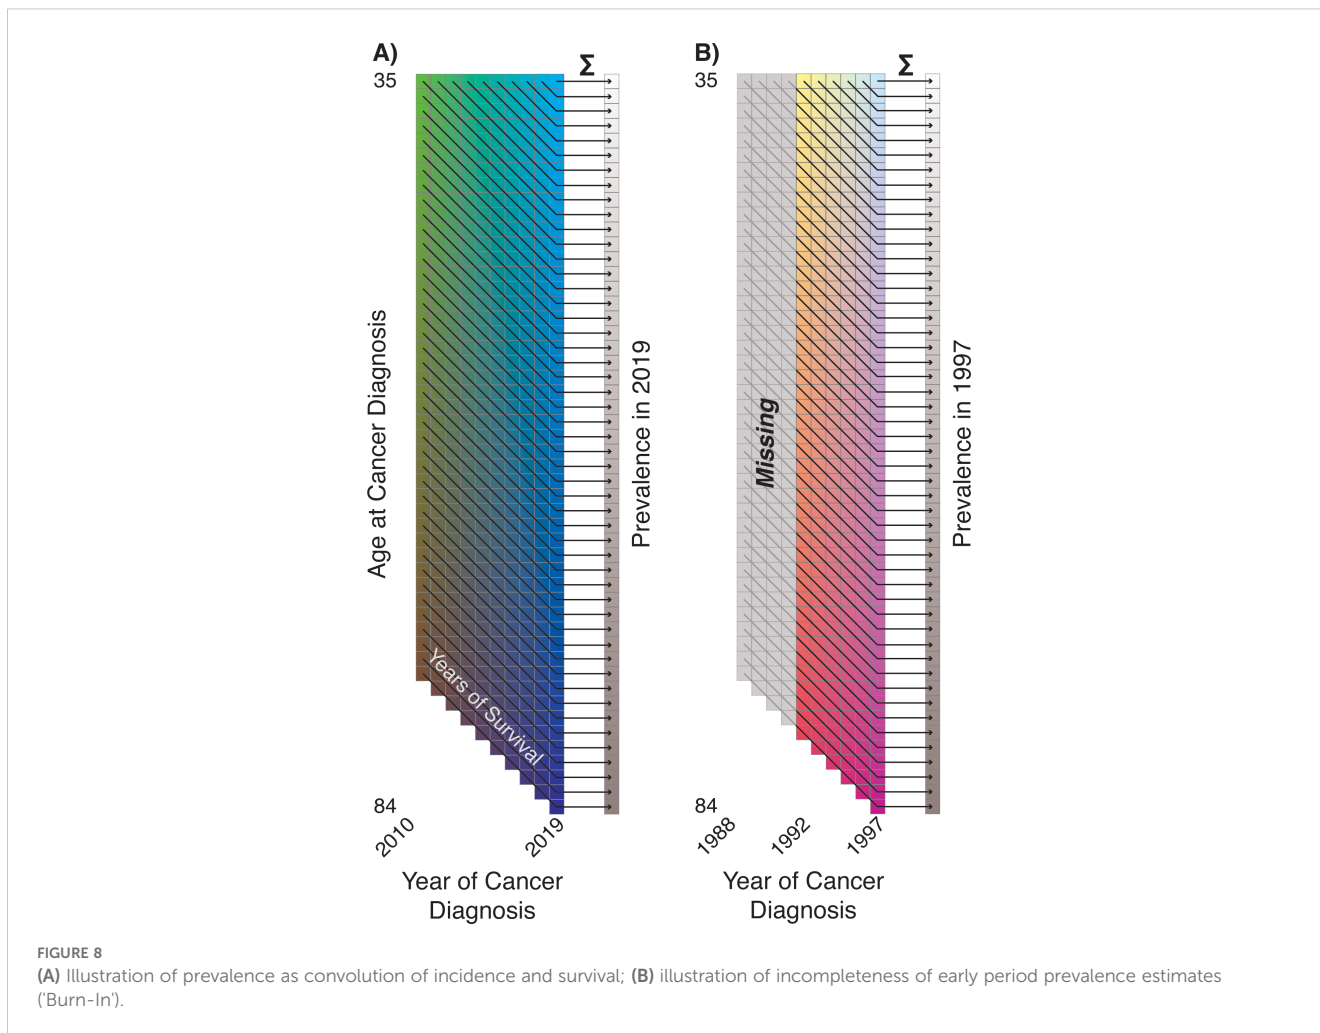 A)
Σ
35
Age at Cancer Diagnosis
Years of Survival
Prevalence in 2019
84
2010
2019
Year of Cancer
Diagnosis
B)
Σ
35
Missing
Prevalence in 1997
84
1988
1992
1997
Year of Cancer
Diagnosis
FIGURE 8
(A) Illustration of prevalence as convolution of incidence and survival; (B) illustration of incompleteness of early period prevalence estimates
('Burn-In').